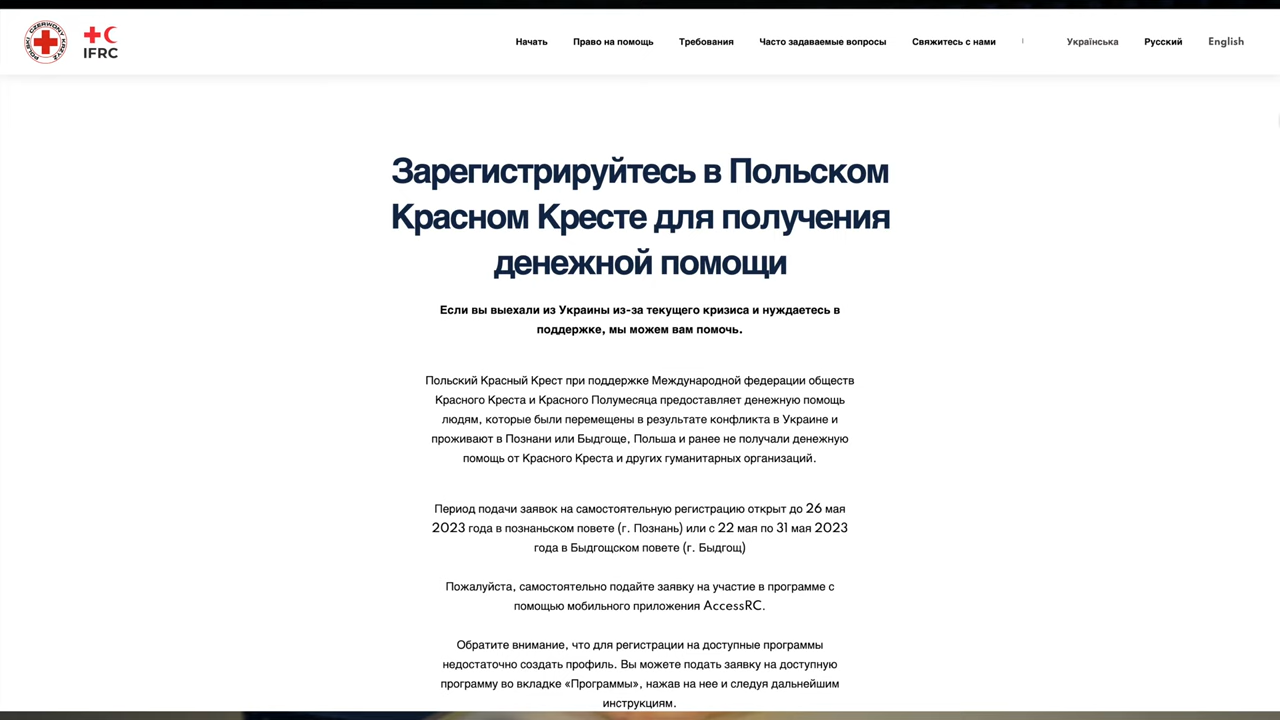 POLSKI CZERWONY KRZYŻ
IFRC
Начать Право на помощь Требования Часто задаваемые вопросы Свяжитесь с нами Українська Русский English
Зарегистрируйтесь в Польском
Красном Кресте для получения
денежной помощи
Если вы выехали из Украины из-за текущего кризиса и нуждаетесь в
поддержке, мы можем вам помочь.
Польский Красный Крест при поддержке Международной федерации обществ
Красного Креста и Красного Полумесяца предоставляет денежную помощь
людям, которые были перемещены в результате конфликта в Украине и
проживают в Познани или Быдгоще, Польша и ранее не получали денежную
помощь от Красного Креста и других гуманитарных организаций.
Период подачи заявок на самостоятельную регистрацию открыт до 26 мая
2023 года в познаньском повете (г. Познань) или с 22 мая по 31 мая 2023
года в Быдгощском повете (г. Быдгощ)
Пожалуйста, самостоятельно подайте заявку на участие в программе с
помощью мобильного приложения AccessRC.
Обратите внимание, что для регистрации на доступные программы
недостаточно создать профиль. Вы можете подать заявку на доступную
программу во вкладке «Программы», нажав на нее и следуя дальнейшим
инструкциям.